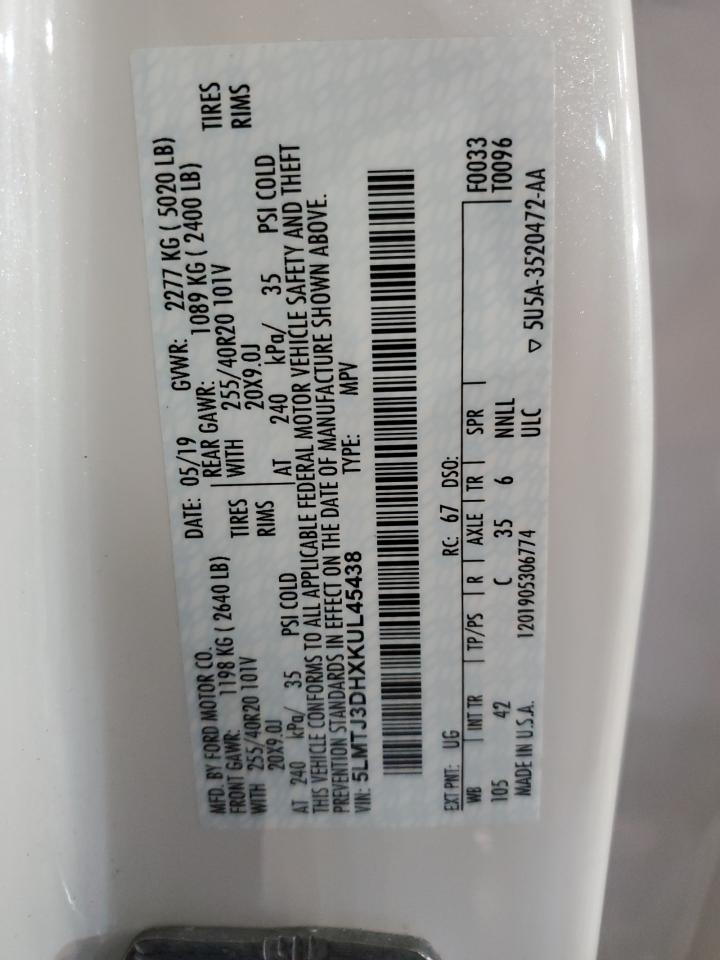 MFD. BY FORD MOTOR CO.
DATE: 05/19 GVWR: 2277 KG ( 5020 LB)
FRONT GAWR: 1198 KG ( 2640 LB) REAR GAWR: 1089 KG ( 2400 LB)
WITH 255/40R20 101V TIRES WITH 255/40R20 101V TIRES
20X9.0J RIMS 20X9.0J RIMS
AT 240 kPa/ 35 PSI COLD AT 240 kPa/ 35 PSI COLD
THIS VEHICLE CONFORMS TO ALL APPLICABLE FEDERAL MOTOR VEHICLE SAFETY AND THEFT
PREVENTION STANDARDS IN EFFECT ON THE DATE OF MANUFACTURE SHOWN ABOVE.
VIN: 5LMTJ3DHXKUL45438 TYPE: MPV
EXT PNT: UG RC: 67 DSO: F0033
WB INT TR TP/PS R AXLE TR SPR T0096
105 42 C 35 6 NNLL
ULC
MADE IN U.S.A. 1201905306774 ▽ 5U5A-3520472-AA